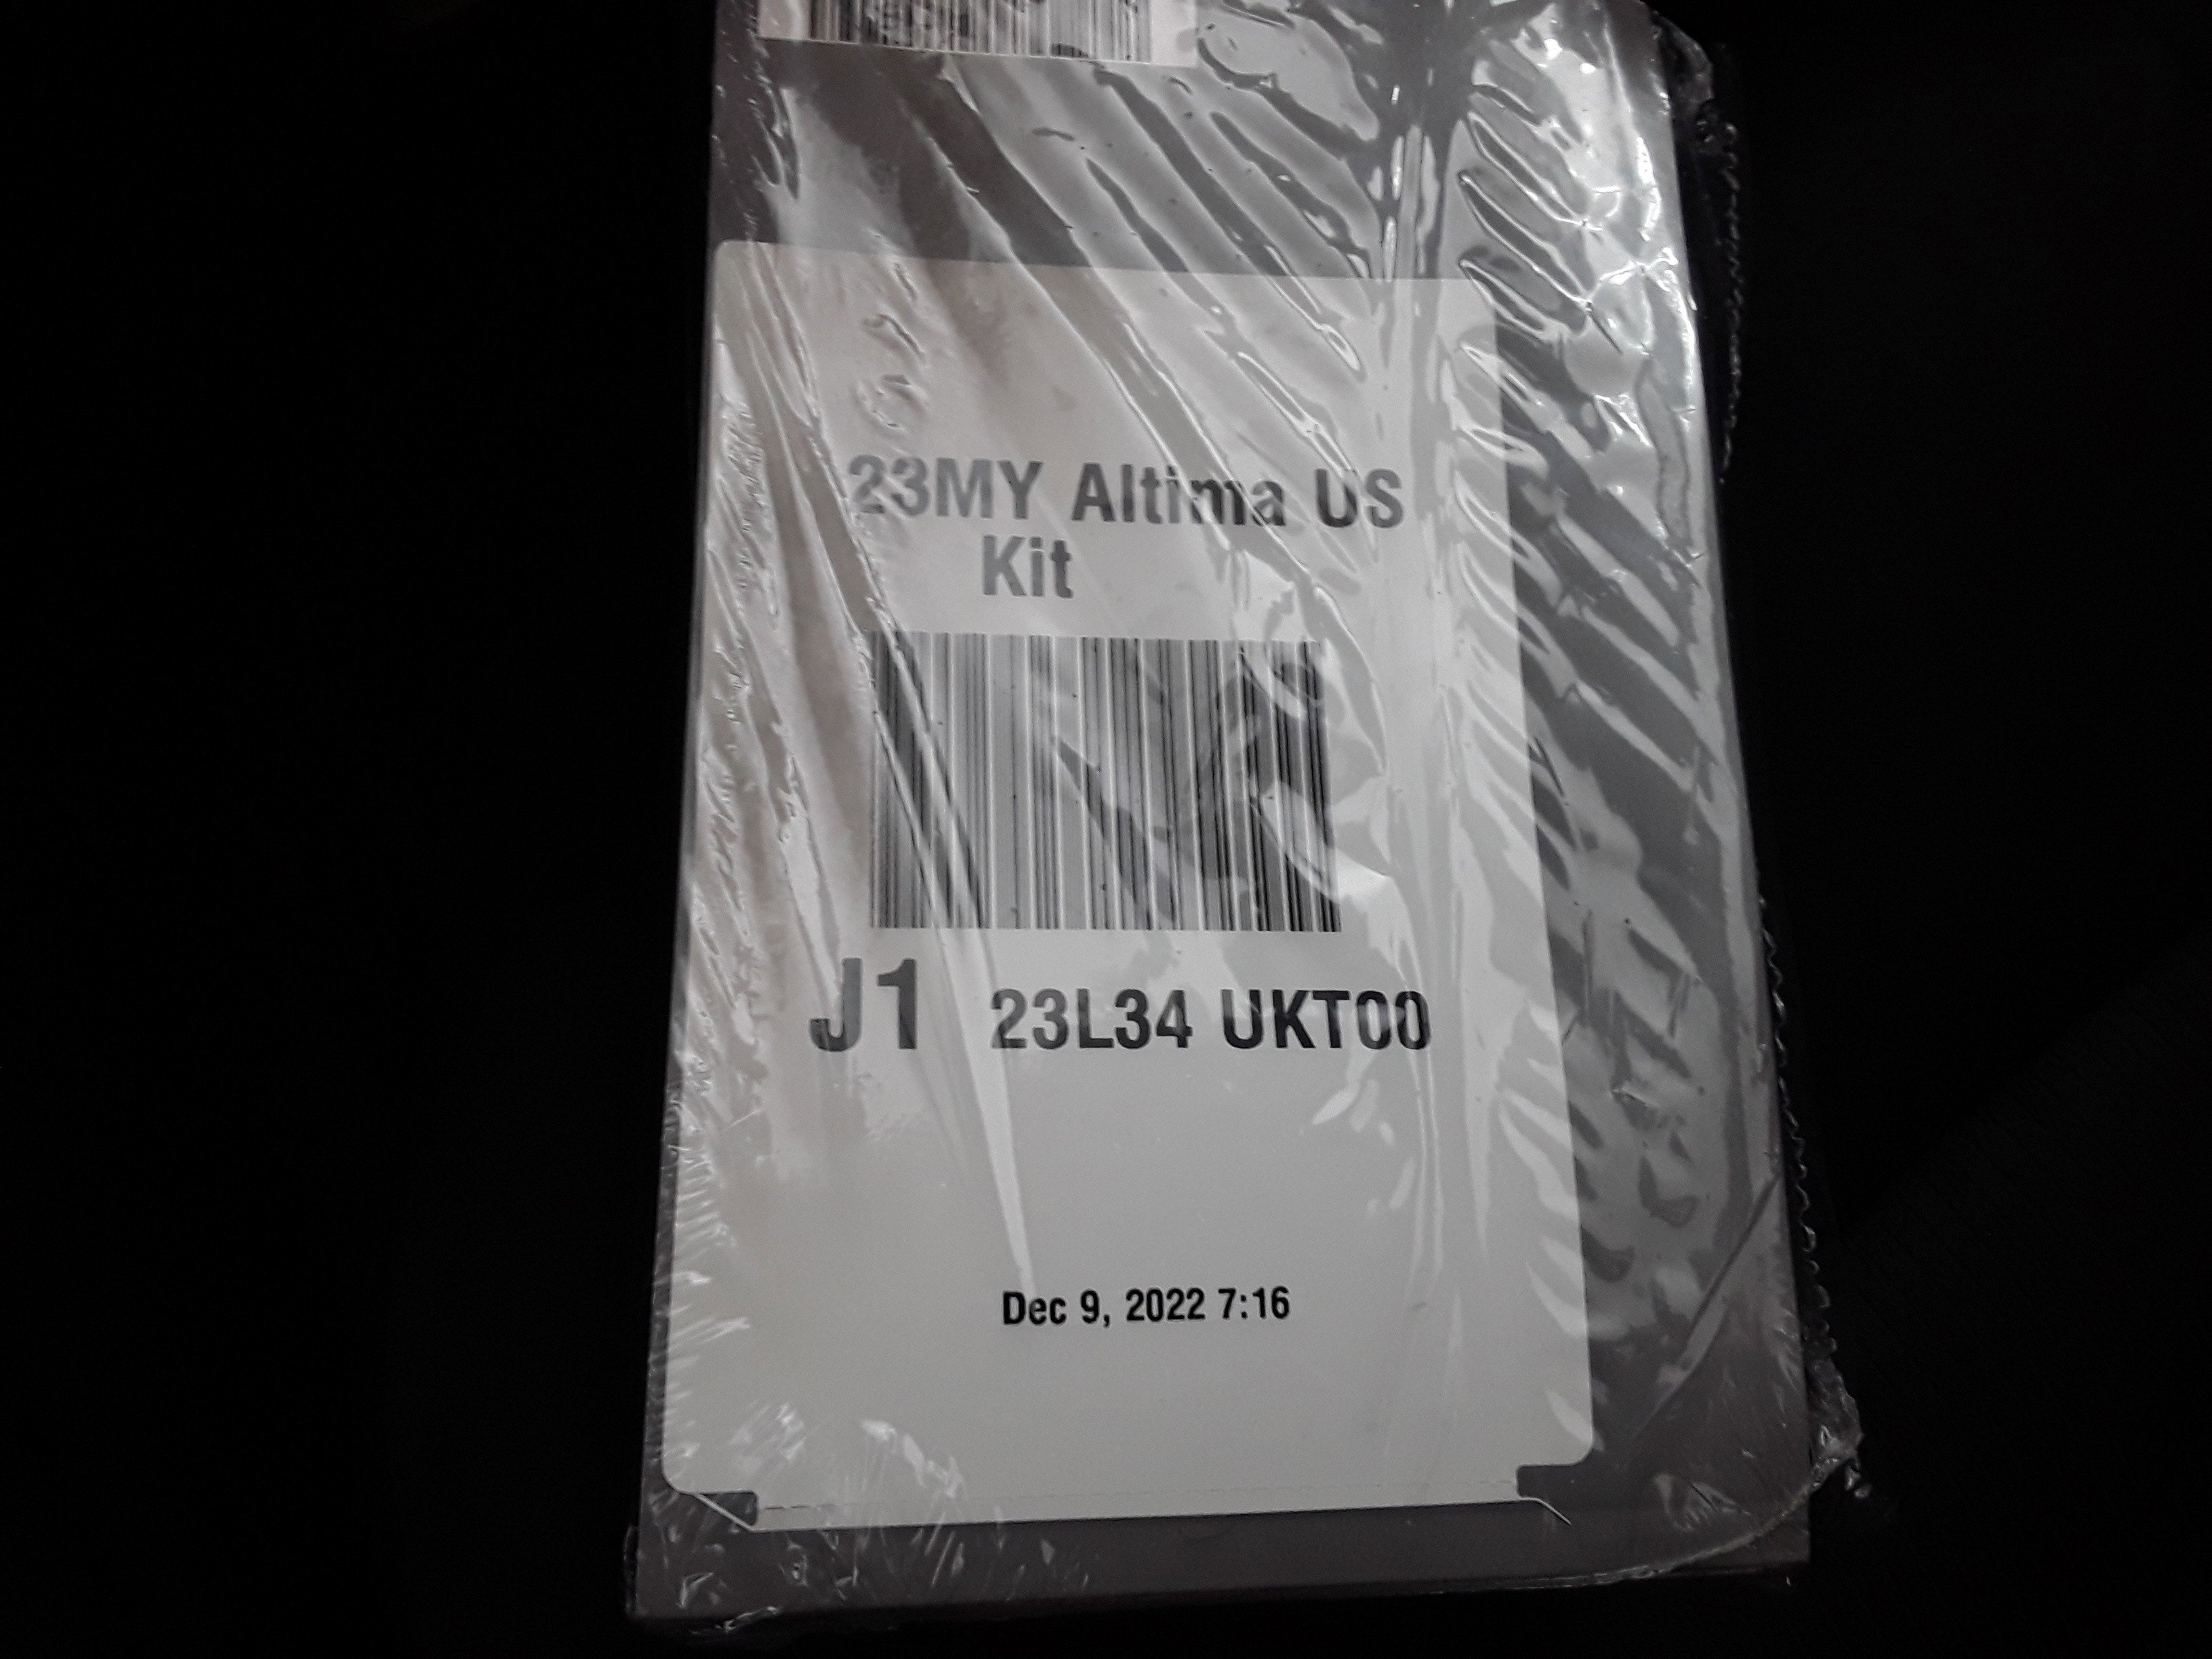 23MY Altima US
Kit
J1 23L34 UKT00
Dec 9, 2022 7:16